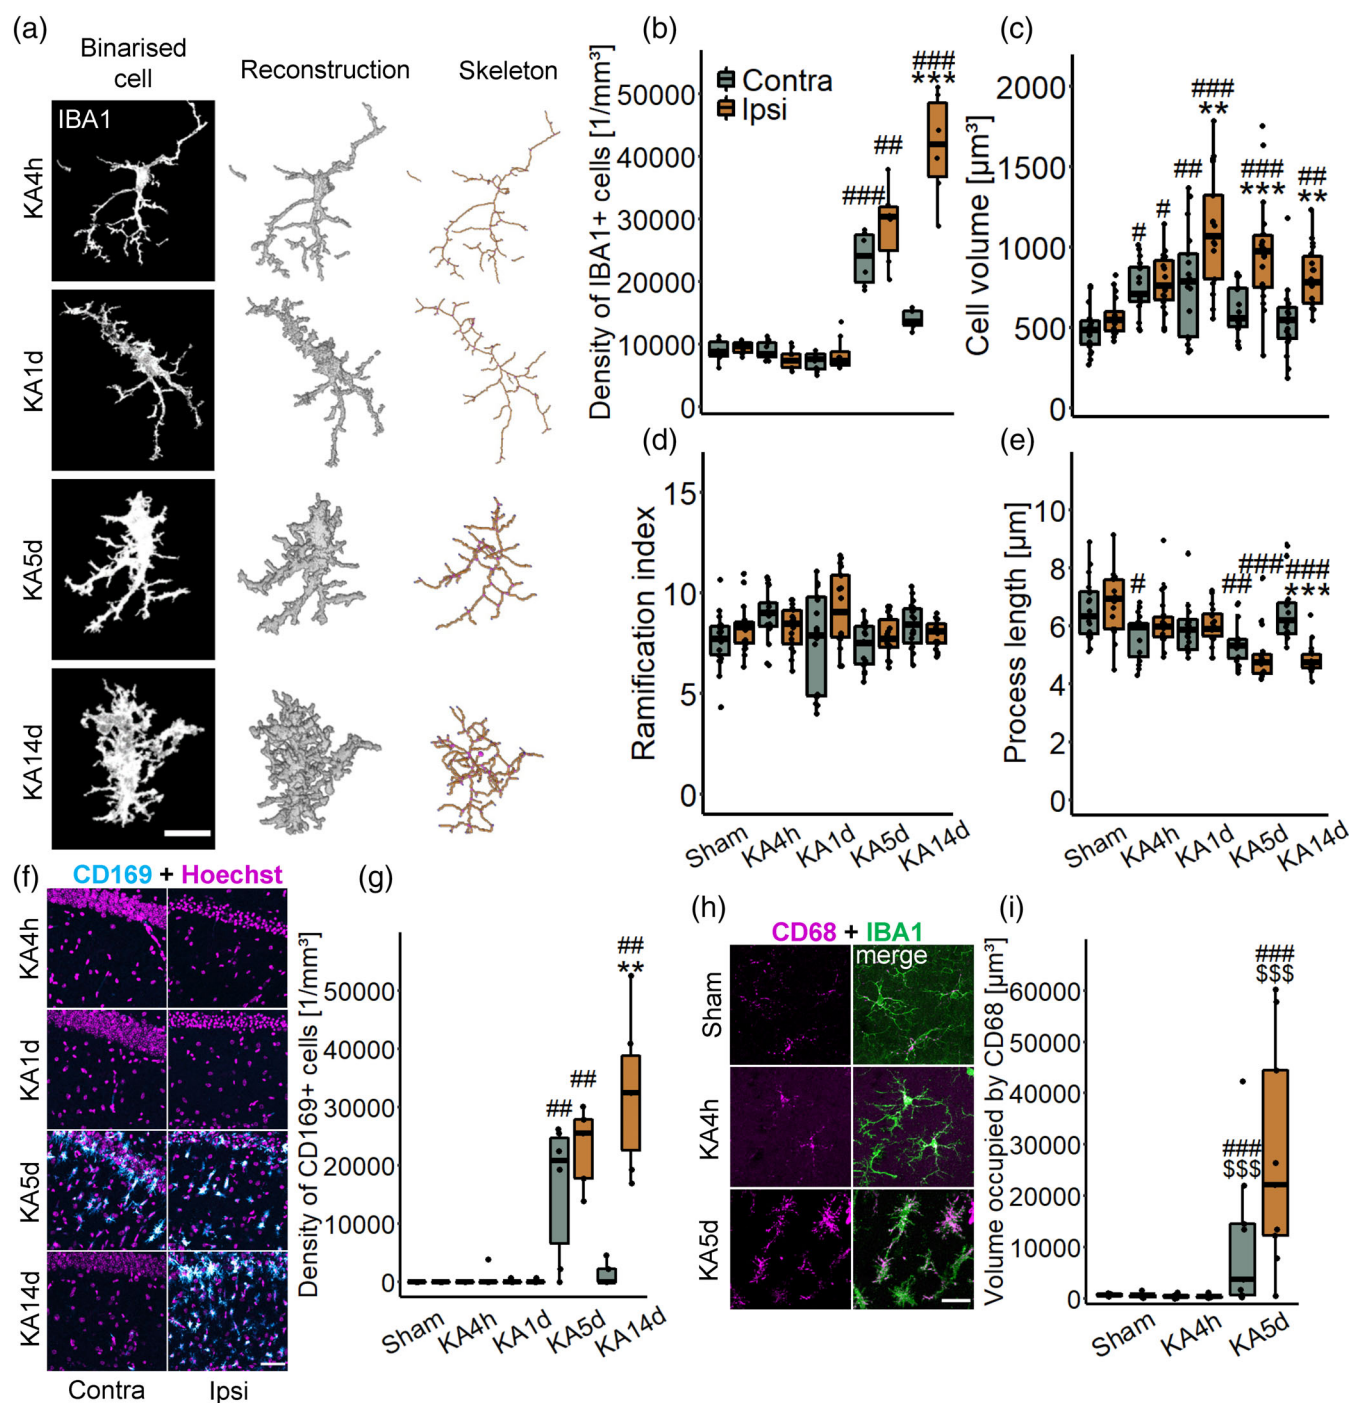 (a)
Binarised
cell
Reconstruction
Skeleton
IBA1
KA4h
KA1d
KA5d
KA14d
(b)
Density of IBA1+ cells [1/mm³]
50000
40000
30000
20000
10000
0
Contra
Ipsi
###
##
###
***
(c)
Cell volume [µm³]
2000
1500
1000
500
0
#
#
##
###
**
###
***
##
**
(d)
Ramification index
15
10
5
0
Sham
KA4h
KA1d
KA5d
KA14d
(e)
Process length [µm]
10
8
6
4
2
0
#
##
###
###
***
Sham
KA4h
KA1d
KA5d
KA14d
(f)
CD169 + Hoechst
KA4h
KA1d
KA5d
KA14d
Contra
Ipsi
(g)
Density of CD169+ cells [1/mm³]
50000
40000
30000
20000
10000
0
##
##
##
**
Sham
KA4h
KA1d
KA5d
KA14d
(h)
CD68 + IBA1
merge
Sham
KA4h
KA5d
(i)
Volume occupied by CD68 [µm³]
60000
50000
40000
30000
20000
10000
0
###
$$$
###
$$$
Sham
KA4h
KA5d